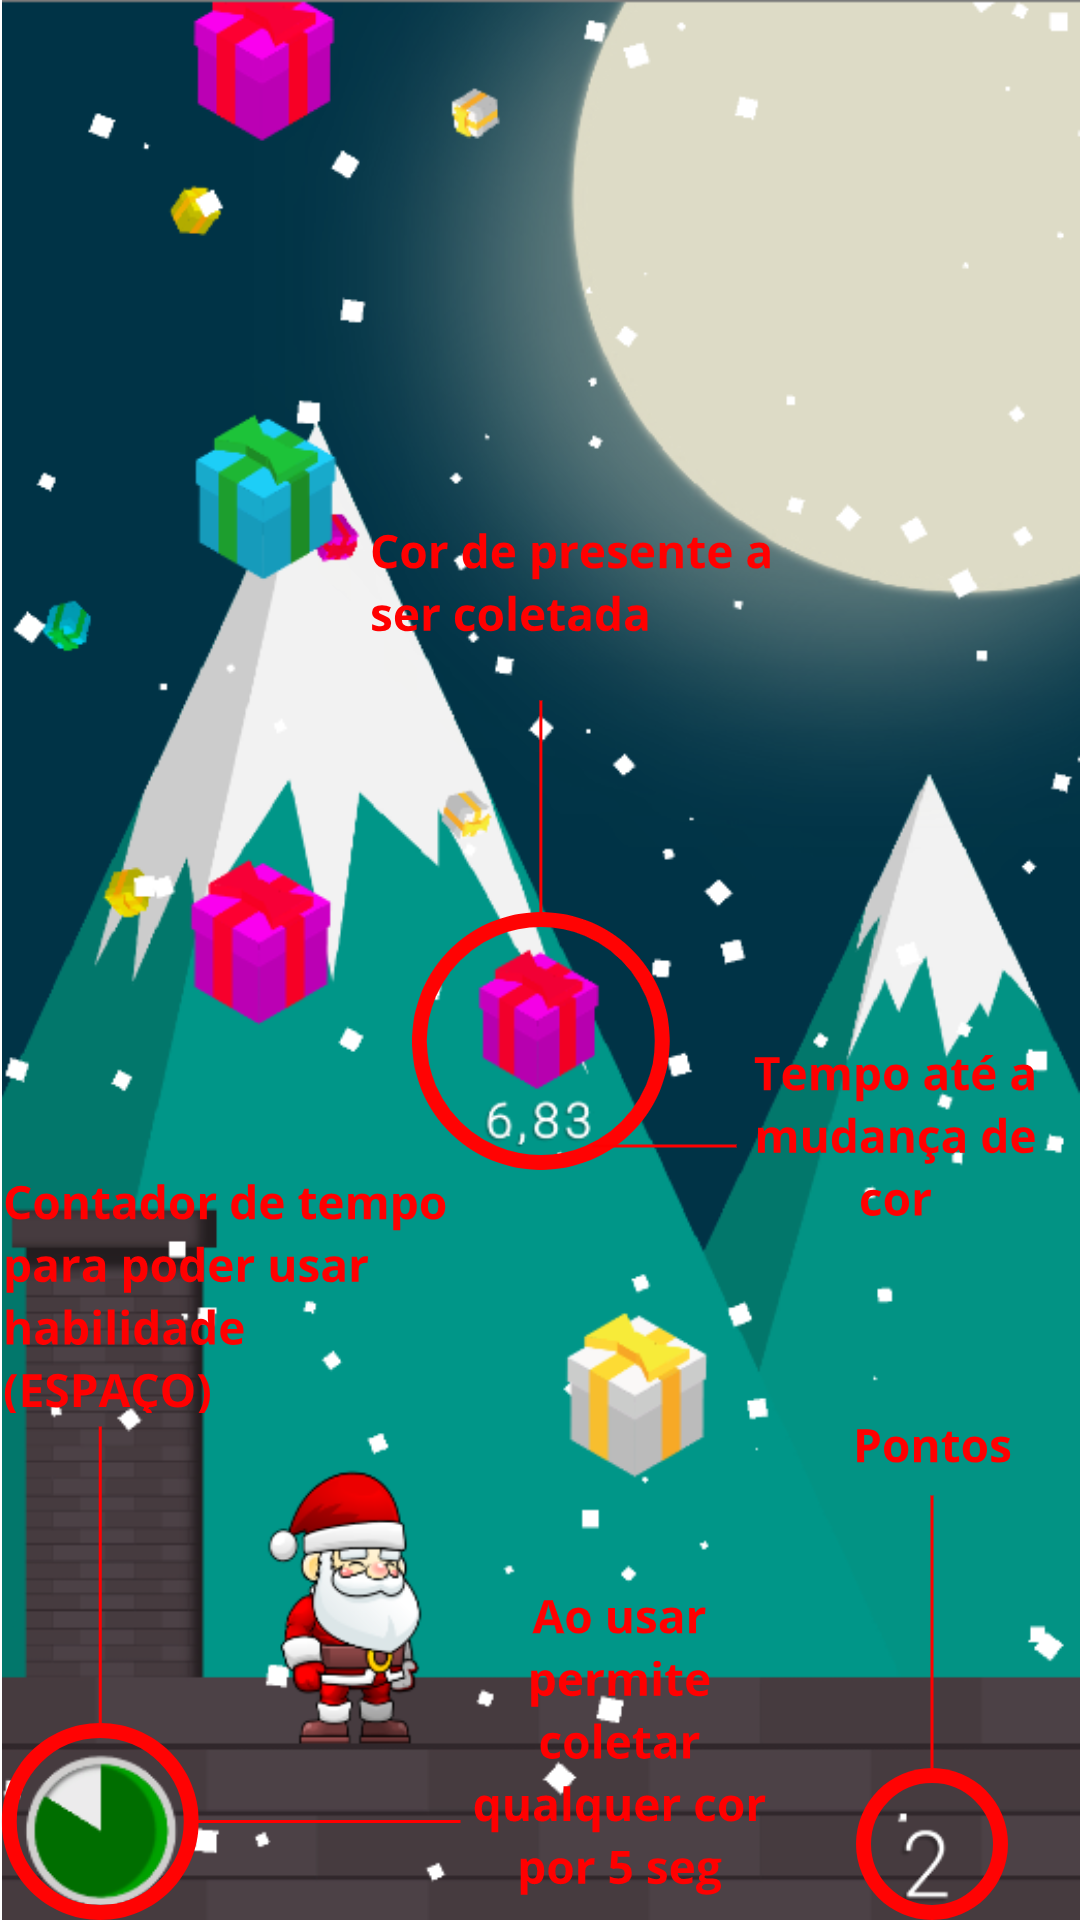 Cor de presente a
ser coletada
6,83
Tempo até a
mudança de
cor
Contador de tempo
para poder usar
habilidade
(ESPAÇO)
Pontos
Ao usar
permite
coletar
qualquer cor
por 5 seg
2